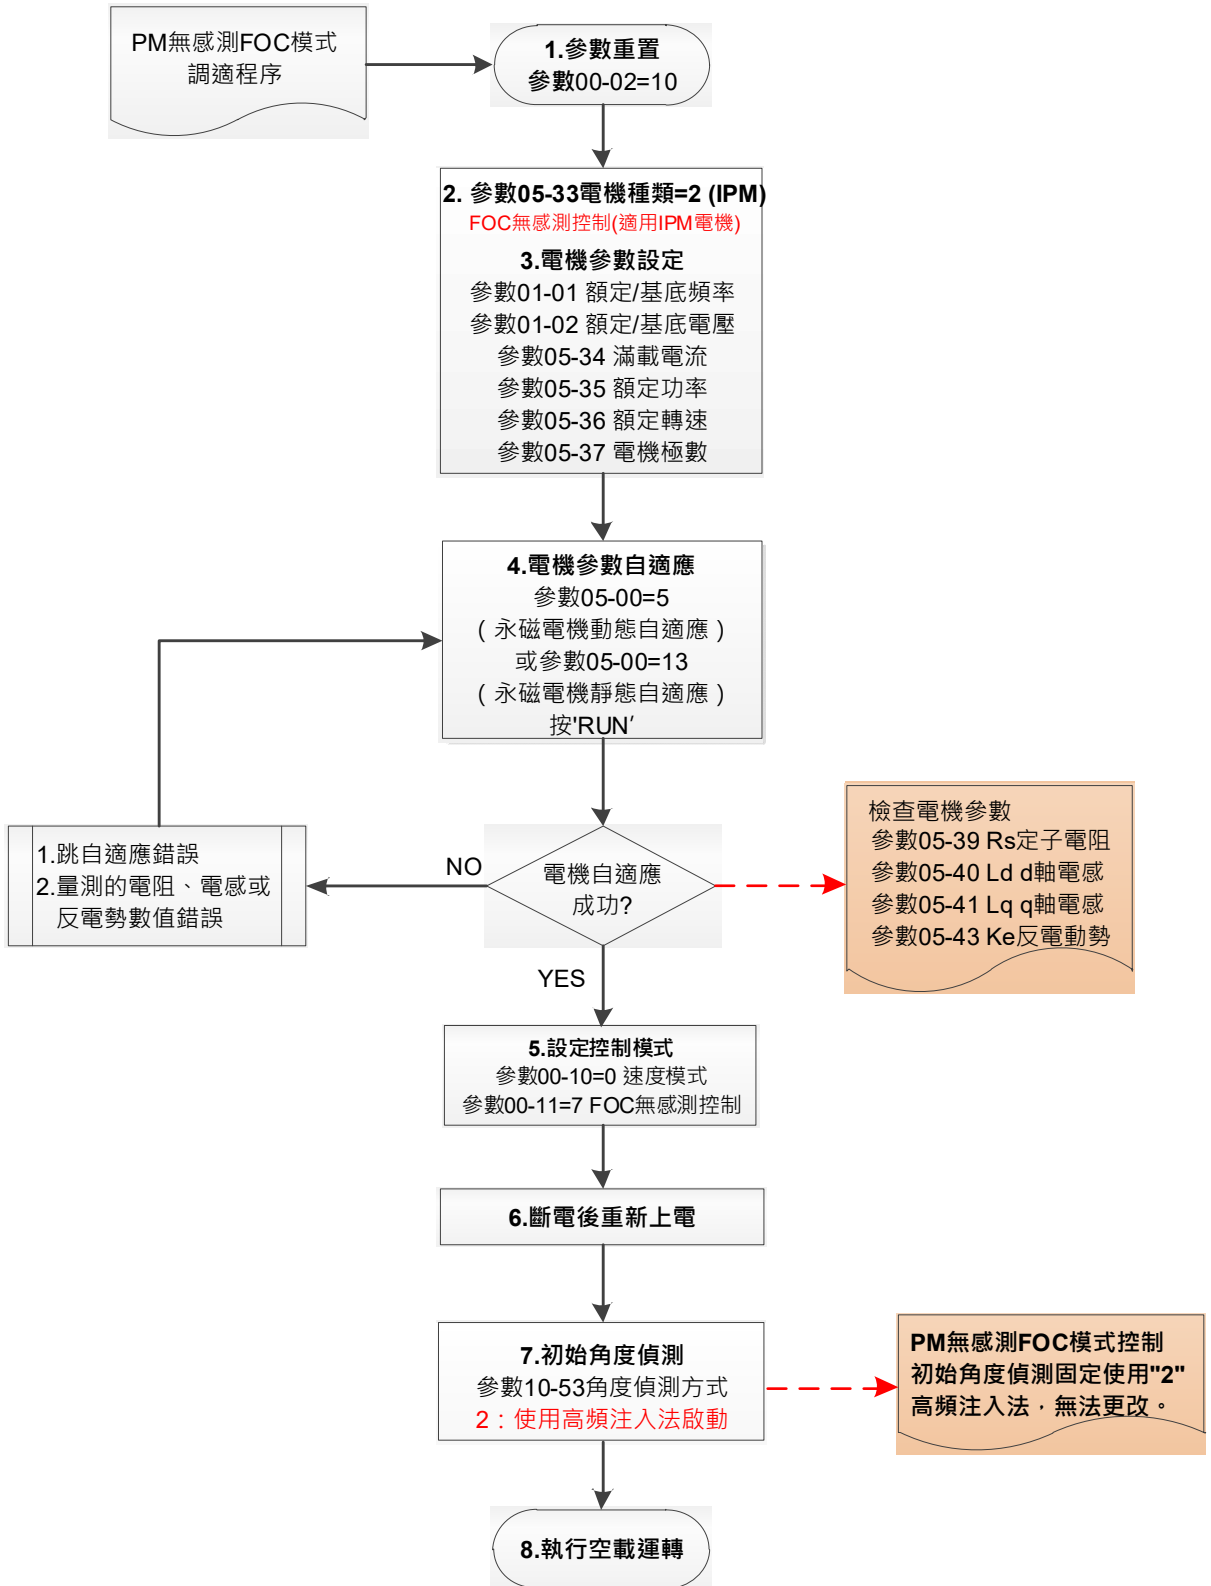 PM無感測FOC模式
調適程序
1.參數重置
參數00-02=10
2. 參數05-33電機種類=2 (IPM)
FOC無感測控制(適用IPM電機)
3.電機參數設定
參數01-01 額定/基底頻率
參數01-02 額定/基底電壓
參數05-34 滿載電流
參數05-35 額定功率
參數05-36 額定轉速
參數05-37 電機極數
4.電機參數自適應
參數05-00=5
(永磁電機動態自適應)
或參數05-00=13
(永磁電機靜態自適應)
按'RUN'
電機自適應
成功?
NO
1.跳自適應錯誤
2.量測的電阻、電感或
反電勢數值錯誤
檢查電機參數
參數05-39 Rs定子電阻
參數05-40 Ld d軸電感
參數05-41 Lq q軸電感
參數05-43 Ke反電動勢
YES
5.設定控制模式
參數00-10=0 速度模式
參數00-11=7 FOC無感測控制
6.斷電後重新上電
7.初始角度偵測
參數10-53角度偵測方式
2：使用高頻注入法啟動
PM無感測FOC模式控制
初始角度偵測固定使用"2"
高頻注入法，無法更改。
8.執行空載運轉